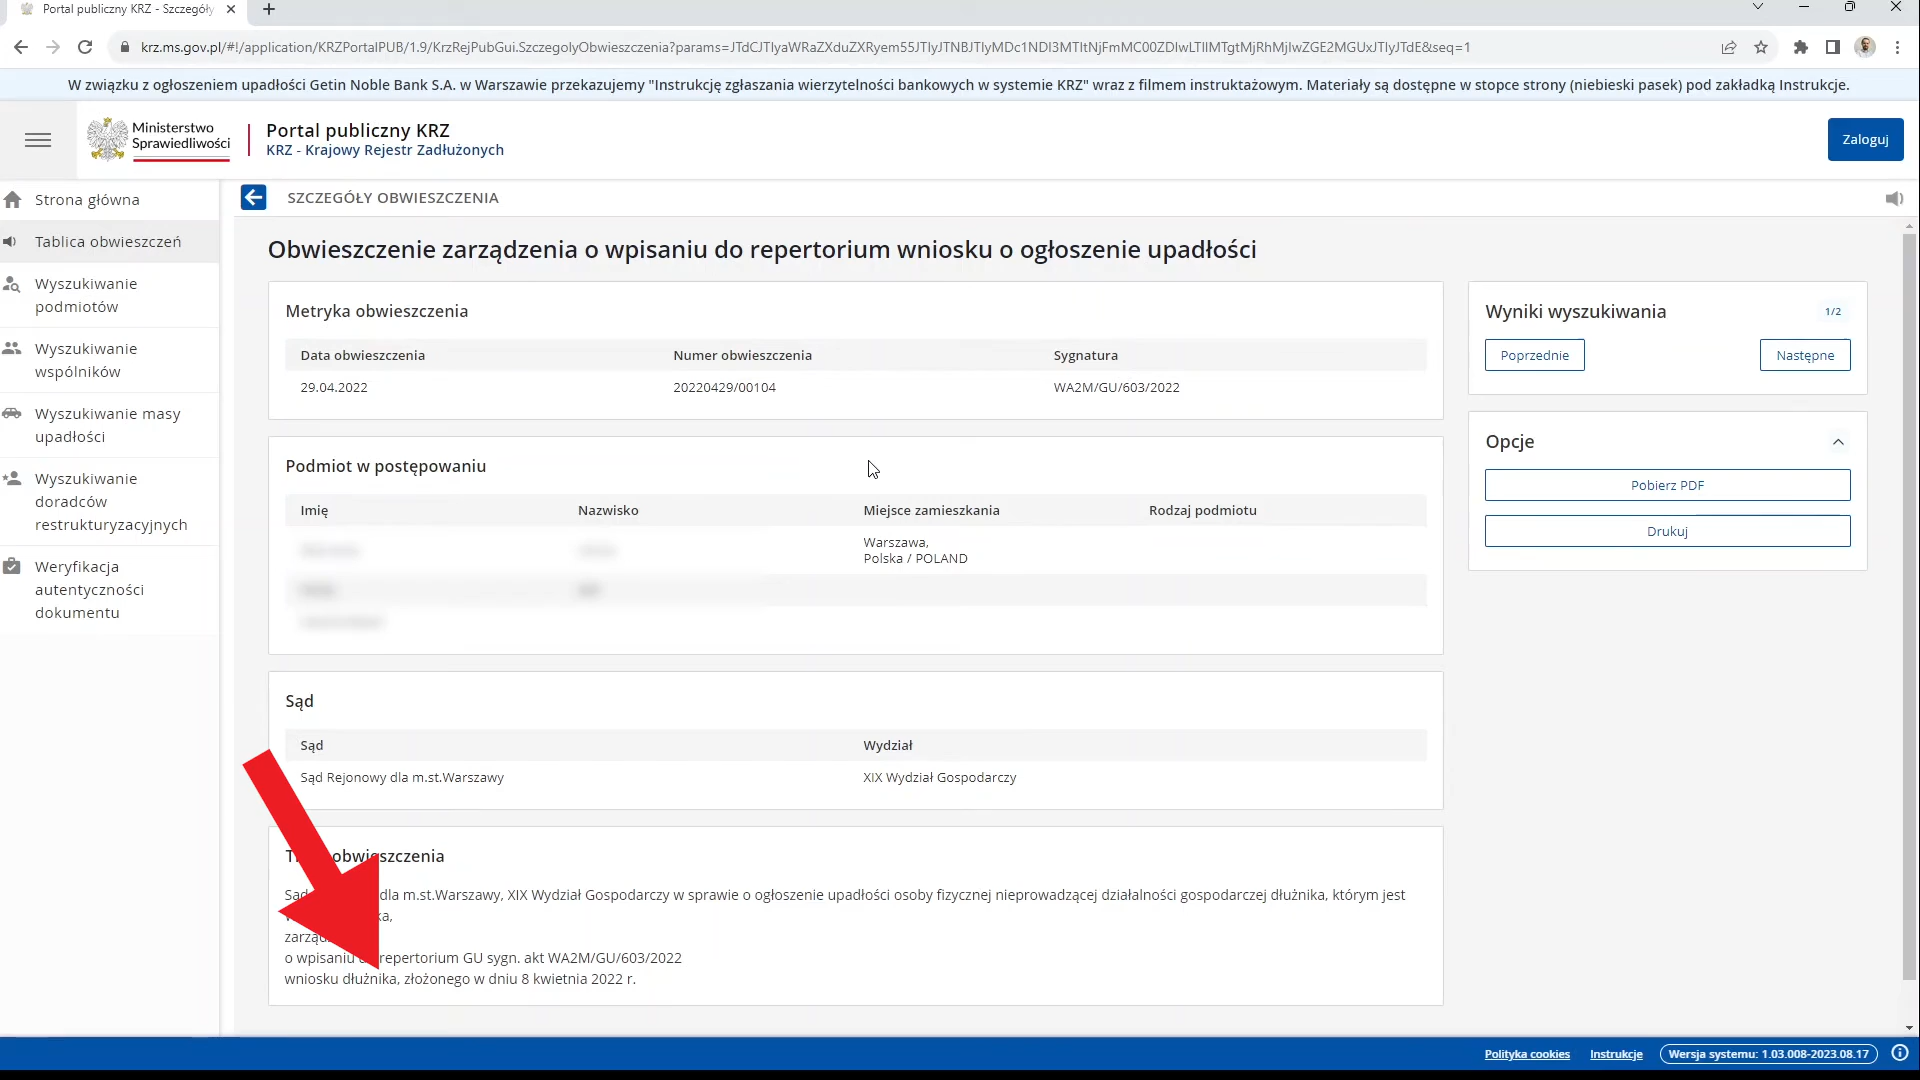 Portal publiczny KRZ - Szczegóły
krz.ms.gov.pl/#!/application/KRZPortalPUB/1.9/KrzRejPubGui.SzczegolyObwieszczenia?params=JTdCJTIyaWRaZXduZXRyem55JTIyJTNBJTIyMDc1NDI3MTItNjFmMC00ZDIwLTllMTgtMjRhMjIwZGE2MGUxJTIyJTdE&seq=1
W związku z ogłoszeniem upadłości Getin Noble Bank S.A. w Warszawie przekazujemy "Instrukcję zgłaszania wierzytelności bankowych w systemie KRZ" wraz z filmem instruktażowym. Materiały są dostępne w stopce strony (niebieski pasek) pod zakładką Instrukcje.
Ministerstwo
Sprawiedliwości
Portal publiczny KRZ
KRZ - Krajowy Rejestr Zadłużonych
Zaloguj
Strona główna
Tablica obwieszczeń
Wyszukiwanie
podmiotów
Wyszukiwanie
wspólników
Wyszukiwanie masy
upadłości
Wyszukiwanie
doradców
restrukturyzacyjnych
Weryfikacja
autentyczności
dokumentu
SZCZEGÓŁY OBWIESZCZENIA
Obwieszczenie zarządzenia o wpisaniu do repertorium wniosku o ogłoszenie upadłości
Metryka obwieszczenia
Data obwieszczenia Numer obwieszczenia Sygnatura
29.04.2022 20220429/00104 WA2M/GU/603/2022
Podmiot w postępowaniu
Imię Nazwisko Miejsce zamieszkania Rodzaj podmiotu
Warszawa,
Polska / POLAND
Sąd
Sąd Wydział
Sąd Rejonowy dla m.st.Warszawy XIX Wydział Gospodarczy
obwieszczenia
dla m.st.Warszawy, XIX Wydział Gospodarczy w sprawie o ogłoszenie upadłości osoby fizycznej nieprowadzącej działalności gospodarczej dłużnika, którym jest
o wpisaniu repertorium GU sygn. akt WA2M/GU/603/2022
wniosku dłużnika, złożonego w dniu 8 kwietnia 2022 r.
Wyniki wyszukiwania 1/2
Poprzednie Następne
Opcje
Pobierz PDF
Drukuj
Polityka cookies Instrukcje Wersja systemu: 1.03.008-2023.08.17